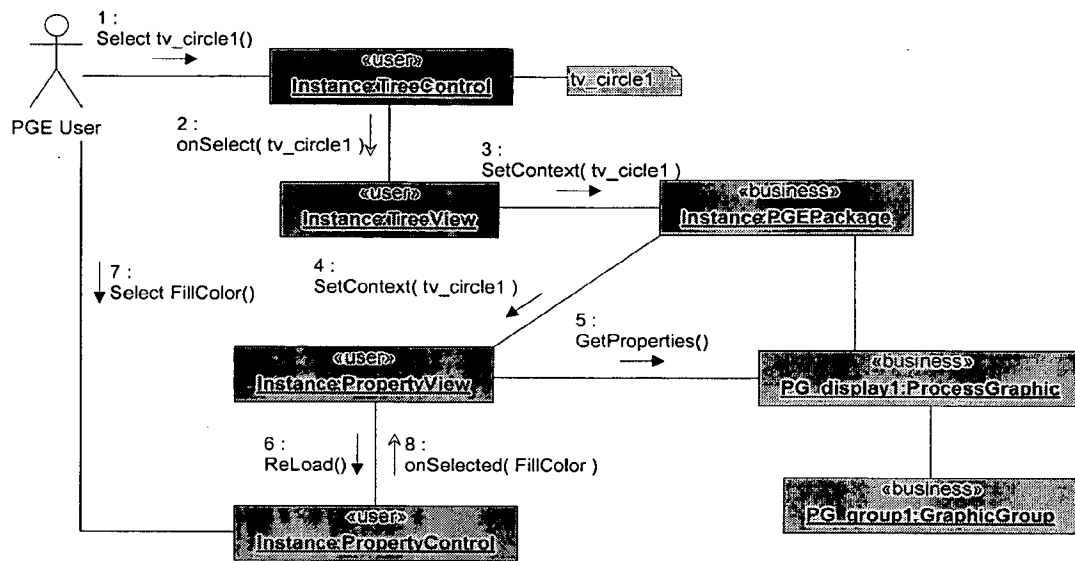 1 :
Select tv_circle1()
«user»
Instance:TreeControl
tv_circle1
PGE User
2 :
onSelect( tv_circle1 )
3 :
SetContext( tv_cicle1 )
«user»
Instance:TreeView
«business»
Instance:PGEPackage
4 :
SetContext( tv_circle1 )
7 :
Select FillColor()
5 :
GetProperties()
«user»
Instance:PropertyView
«business»
PG_display1:ProcessGraphic
6 :
ReLoad()
8 :
onSelected( FillColor )
«business»
PG_group1:GraphicGroup
«user»
Instance:PropertyControl